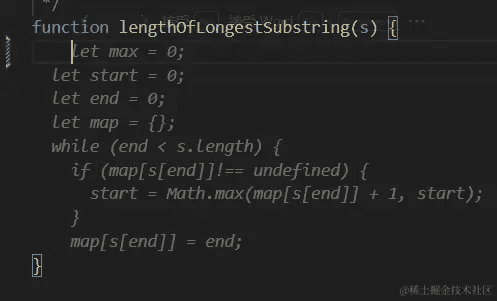 */
function lengthOfLongestSubstring(s) {
let max = 0;
let start = 0;
let end = 0;
let map = {};
while (end < s.length) {
if (map[s[end]]!== undefined) {
start = Math.max(map[s[end]] + 1, start);
}
map[s[end]] = end;
}
@稀土掘金技术社区